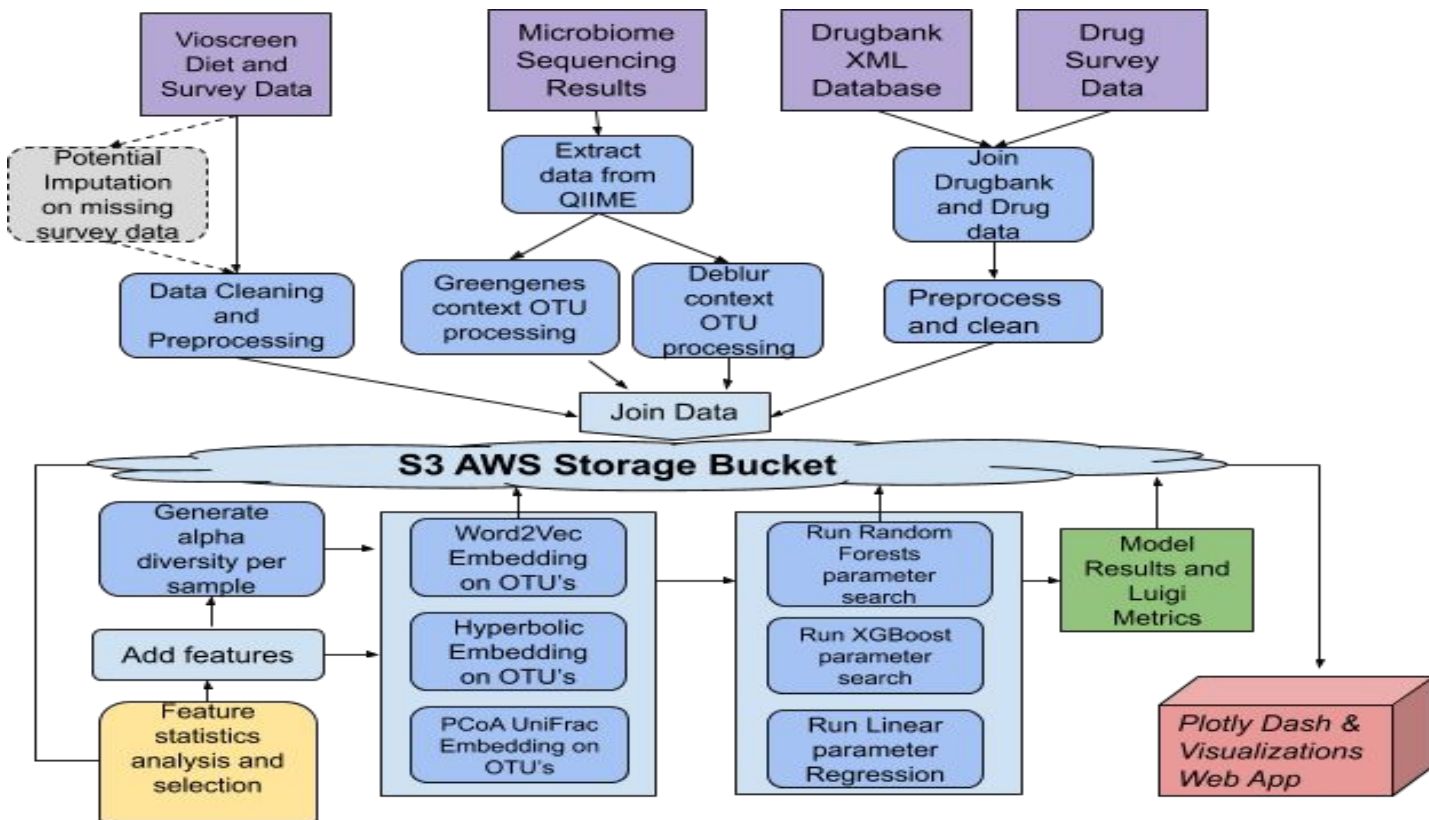 Vioscreen
Diet and
Survey Data
Microbiome
Sequencing
Results
Drugbank
XML
Database
Drug
Survey
Data
Potential
Imputation
on missing
survey data
Extract
data from
QIIME
Join
Drugbank
and Drug
data
Data Cleaning
and
Preprocessing
Greengenes
context OTU
processing
Deblur
context
OTU
processing
Preprocess
and clean
Join Data
S3 AWS Storage Bucket
Generate
alpha
diversity per
sample
Add features
Feature
statistics
analysis and
selection
Word2Vec
Embedding
on OTU's
Hyperbolic
Embedding
on OTU's
PCoA UniFrac
Embedding on
OTU's
Run Random
Forests
parameter
search
Run XGBoost
parameter
search
Run Linear
parameter
Regression
Model
Results and
Luigi
Metrics
Plotly Dash &
Visualizations
Web App